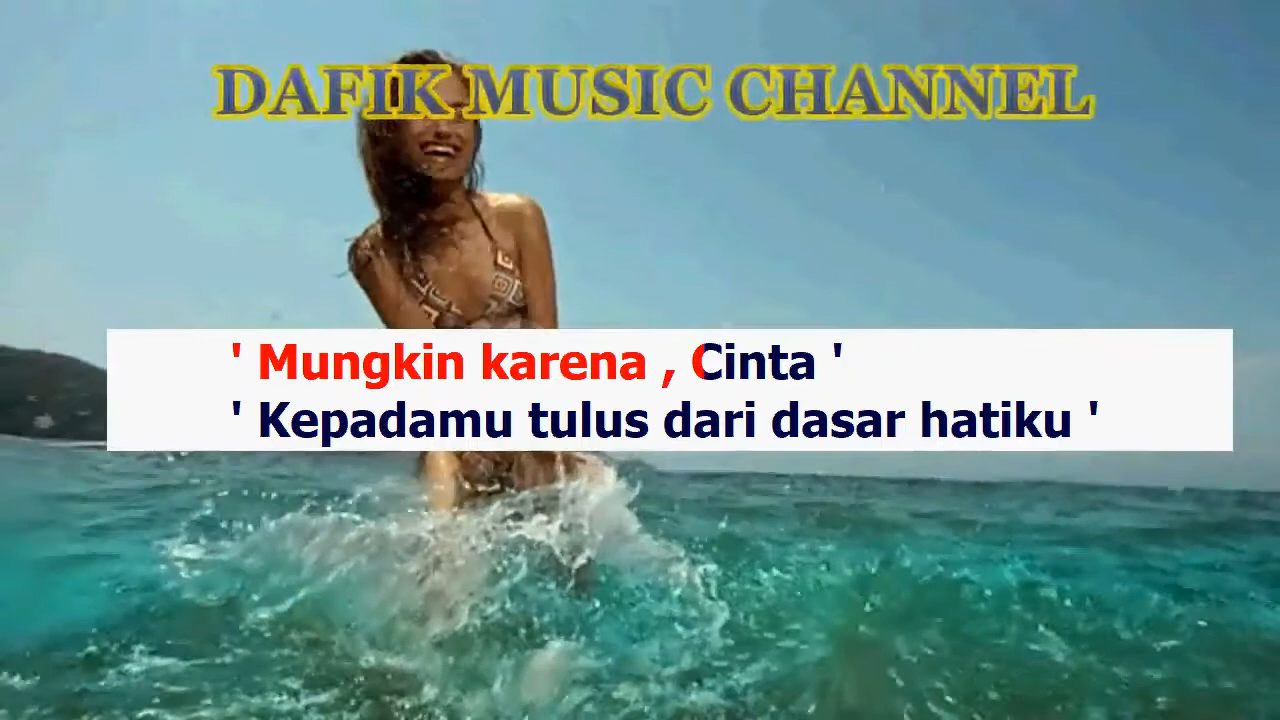 DAFIK MUSIC CHANNEL
' Mungkin karena , Cinta '
' Kepadamu tulus dari dasar hatiku '